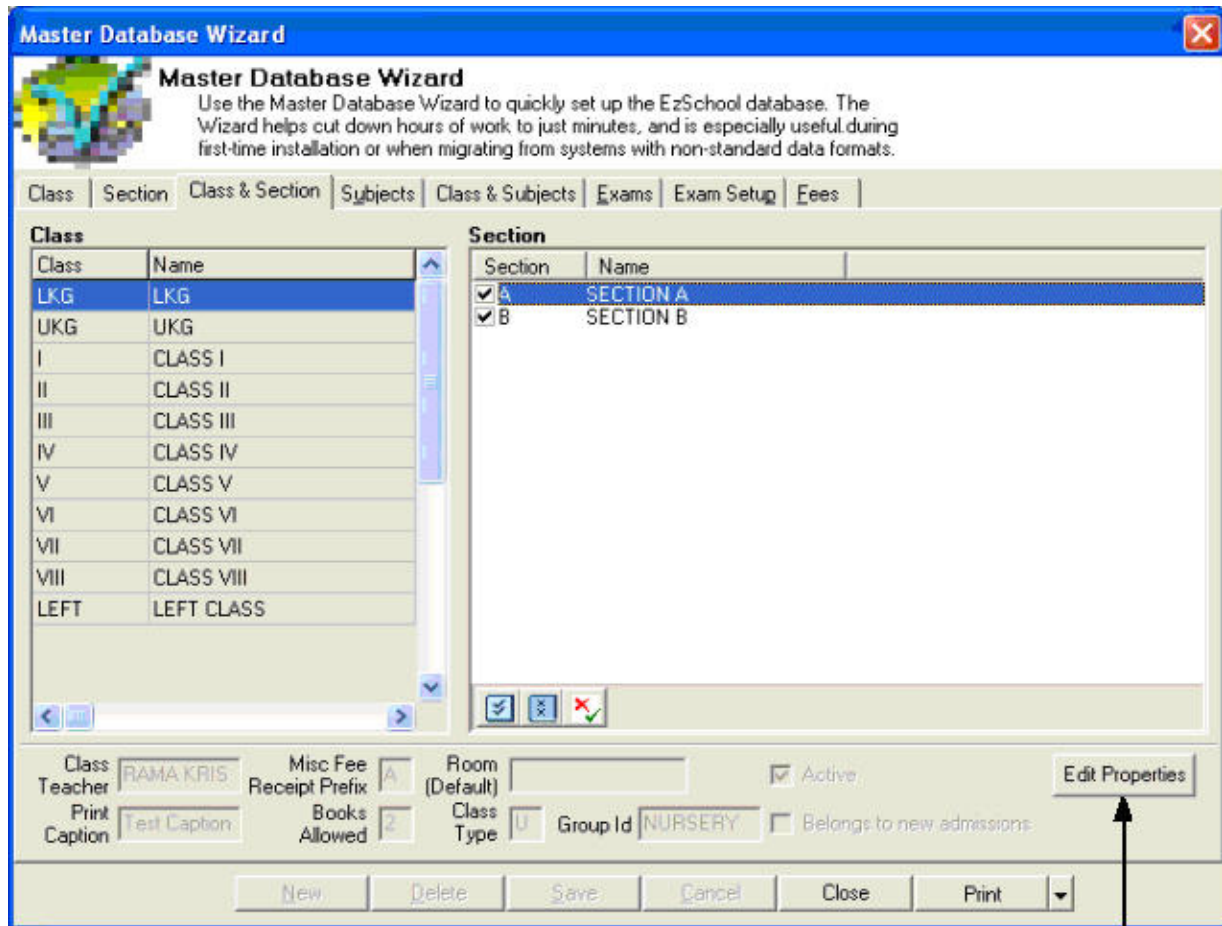 Master Database Wizard
Master Database Wizard
Use the Master Database Wizard to quickly set up the EzSchool database. The
Wizard helps cut down hours of work to just minutes, and is especially useful during
first-time installation or when migrating from systems with non-standard data formats.
Class Section Class & Section Subjects Class & Subjects Exams Exam Setup Fees
Class Section
Class Name Section Name
LKG LKG A SECTION A
UKG UKG B SECTION B
I CLASS I
II CLASS II
III CLASS III
IV CLASS IV
V CLASS V
VI CLASS VI
VII CLASS VII
VIII CLASS VIII
LEFT LEFT CLASS
Class Teacher RAMA KRIS Misc Fee Receipt Prefix A Room (Default) Active Edit Properties
Print Caption Test Caption Books Allowed 2 Class Type U Group Id NURSERY Belongs to new admissions
New Delete Save Cancel Close Print